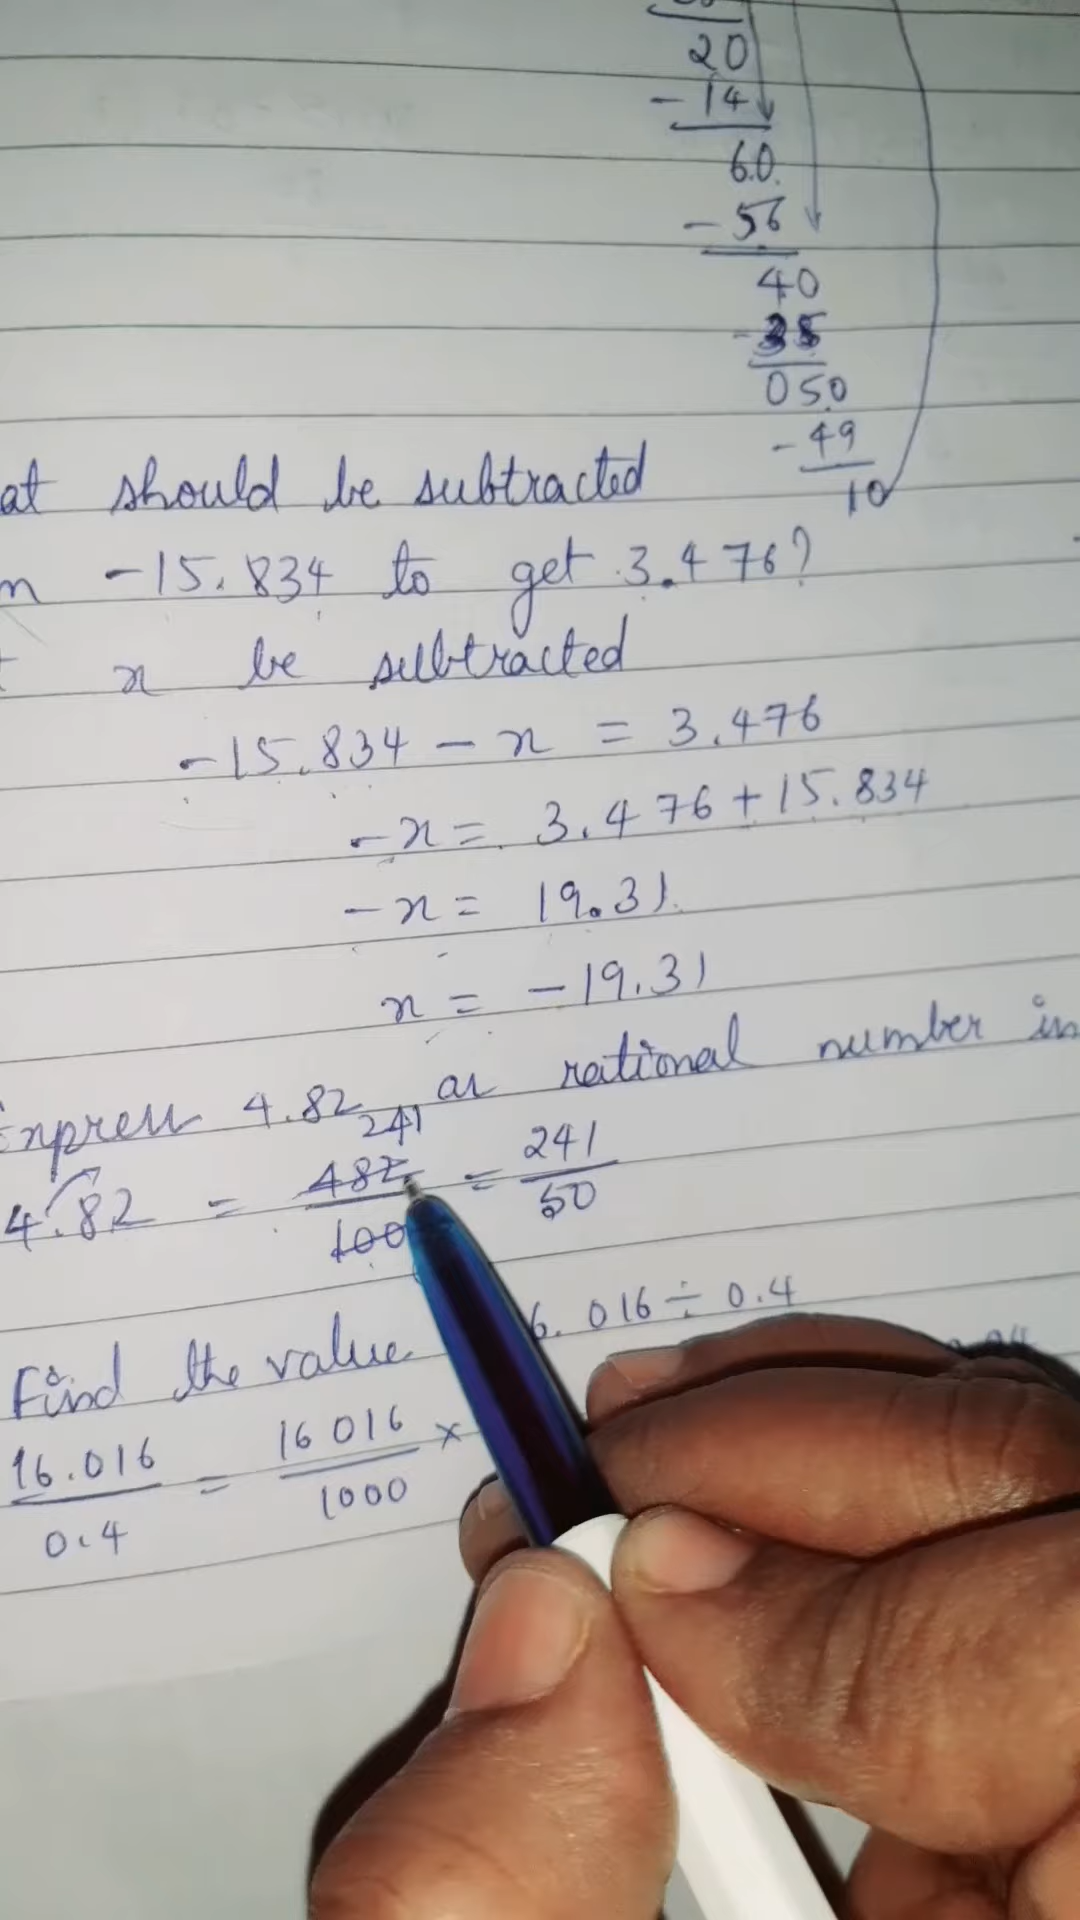 20
- 14
60
- 56
40
- 35
050
- 49
10
at should be subtracted
m -15.834 to get 3.476?
x be subtracted
-15.834 - x = 3.476
-x = 3.476 + 15.834
-x = 19.31
x = -19.31
Express 4.82 as rational number in
241
4.82 = 482/100 = 241/50
Find the value 6.016 ÷ 0.4
16.016/0.4 = 16016/1000 ×